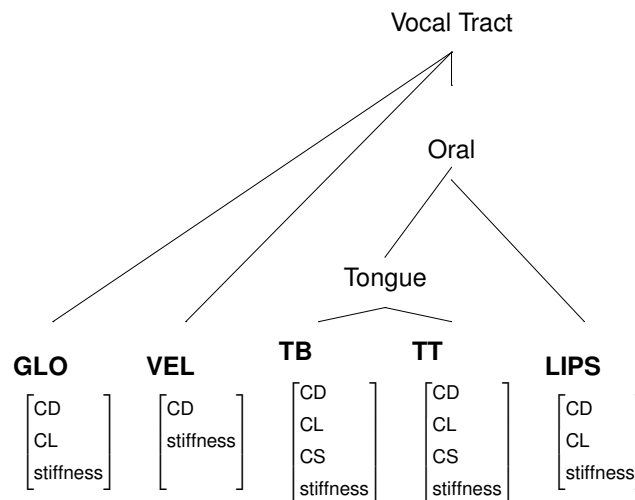 Vocal Tract
Oral
Tongue
GLO VEL TB TT LIPS
CD CD CD CD CD
CL stiffness CL CL CL
stiffness CS CS stiffness
stiffness stiffness